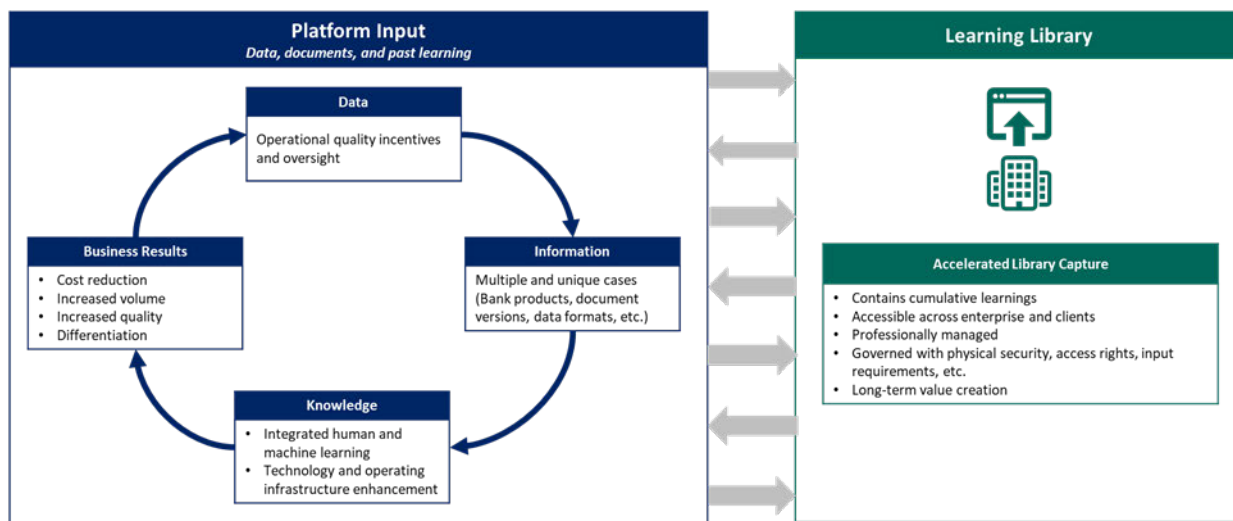 Platform Input
Data, documents, and past learning
Data
Operational quality incentives
and oversight
Business Results
• Cost reduction
• Increased volume
• Increased quality
• Differentiation
Information
Multiple and unique cases
(Bank products, document
versions, data formats, etc.)
Knowledge
• Integrated human and
machine learning
• Technology and operating
infrastructure enhancement
Learning Library
Accelerated Library Capture
• Contains cumulative learnings
• Accessible across enterprise and clients
• Professionally managed
• Governed with physical security, access rights, input
requirements, etc.
• Long-term value creation